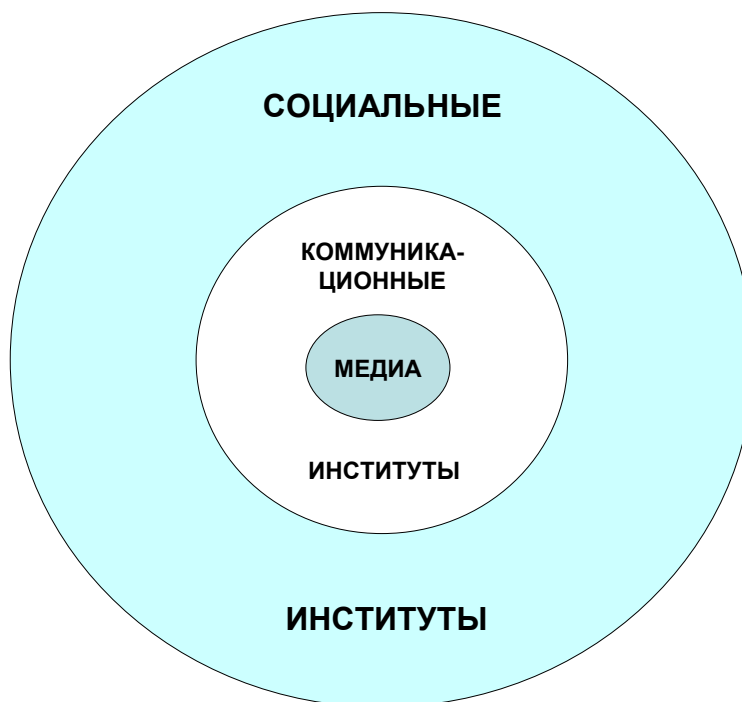 СОЦИАЛЬНЫЕ
КОММУНИКА-
ЦИОННЫЕ
МЕДИА
ИНСТИТУТЫ
ИНСТИТУТЫ